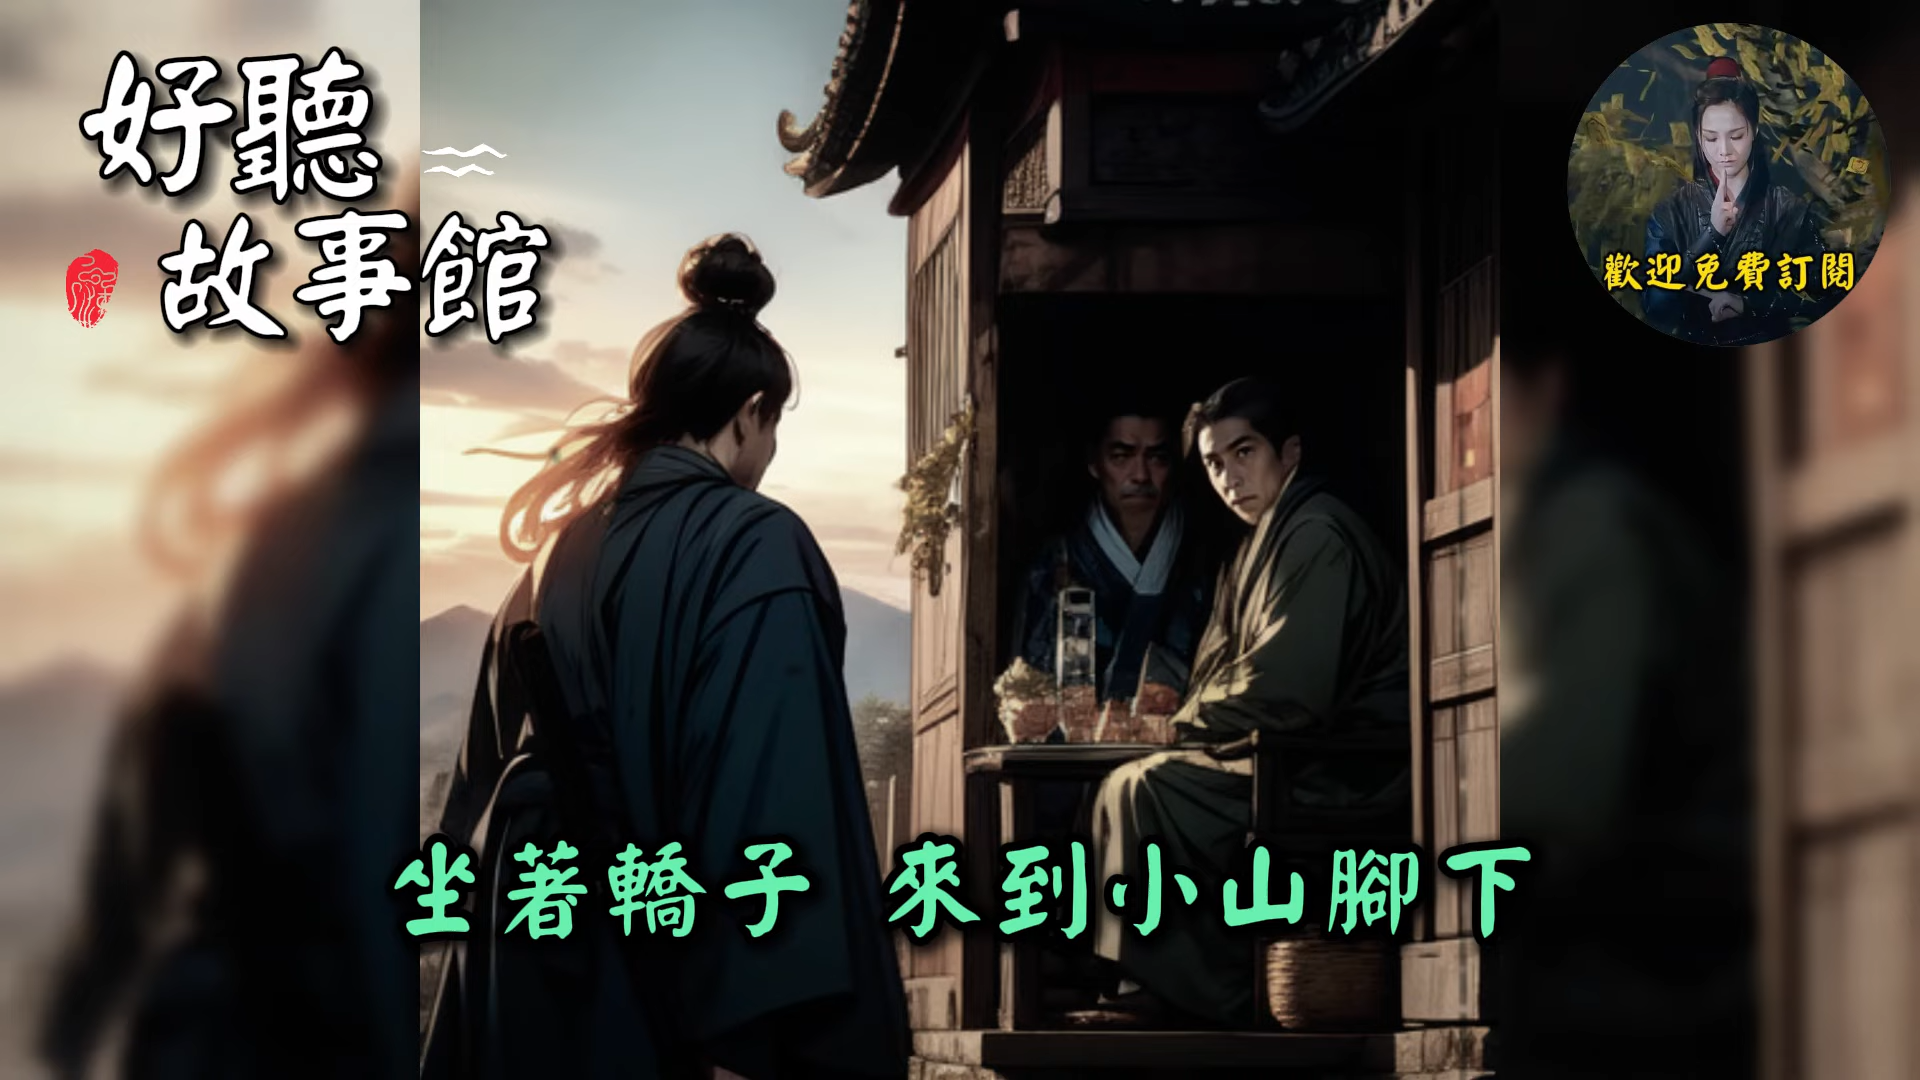 好聽
故事館
歡迎免費訂閱
坐著轎子 來到小山腳下